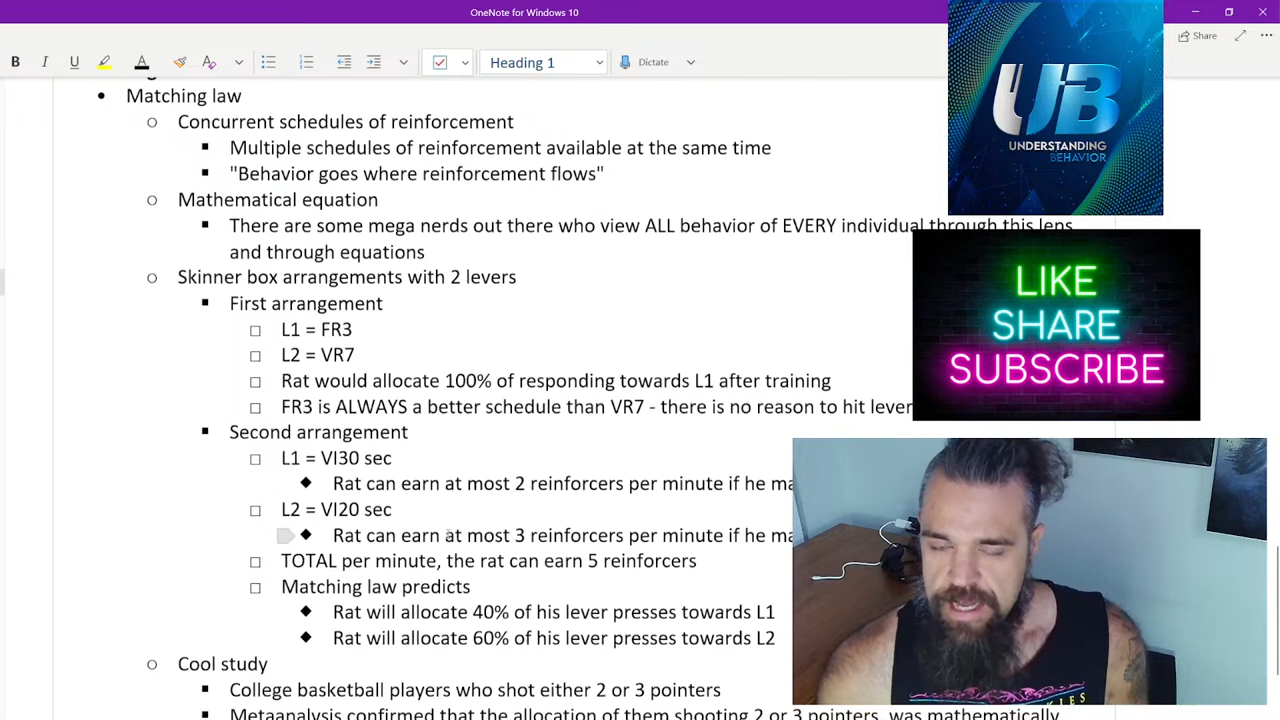 OneNote for Windows 10
Share
B I U A A Heading 1 Dictate
Matching law
Concurrent schedules of reinforcement
Multiple schedules of reinforcement available at the same time
"Behavior goes where reinforcement flows"
Mathematical equation
There are some mega nerds out there who view ALL behavior of EVERY individual through this lens
and through equations
Skinner box arrangements with 2 levers
First arrangement
L1 = FR3
L2 = VR7
Rat would allocate 100% of responding towards L1 after training
FR3 is ALWAYS a better schedule than VR7 - there is no reason to hit lever
Second arrangement
L1 = VI30 sec
Rat can earn at most 2 reinforcers per minute if he
L2 = VI20 sec
Rat can earn at most 3 reinforcers per minute if he
TOTAL per minute, the rat can earn 5 reinforcers
Matching law predicts
Rat will allocate 40% of his lever presses towards L1
Rat will allocate 60% of his lever presses towards L2
Cool study
College basketball players who shot either 2 or 3 pointers
Metaanalysis confirmed that the allocation of them shooting 2 or 3 pointers, was mathematically
UB
UNDERSTANDING
BEHAVIOR
LIKE
SHARE
SUBSCRIBE